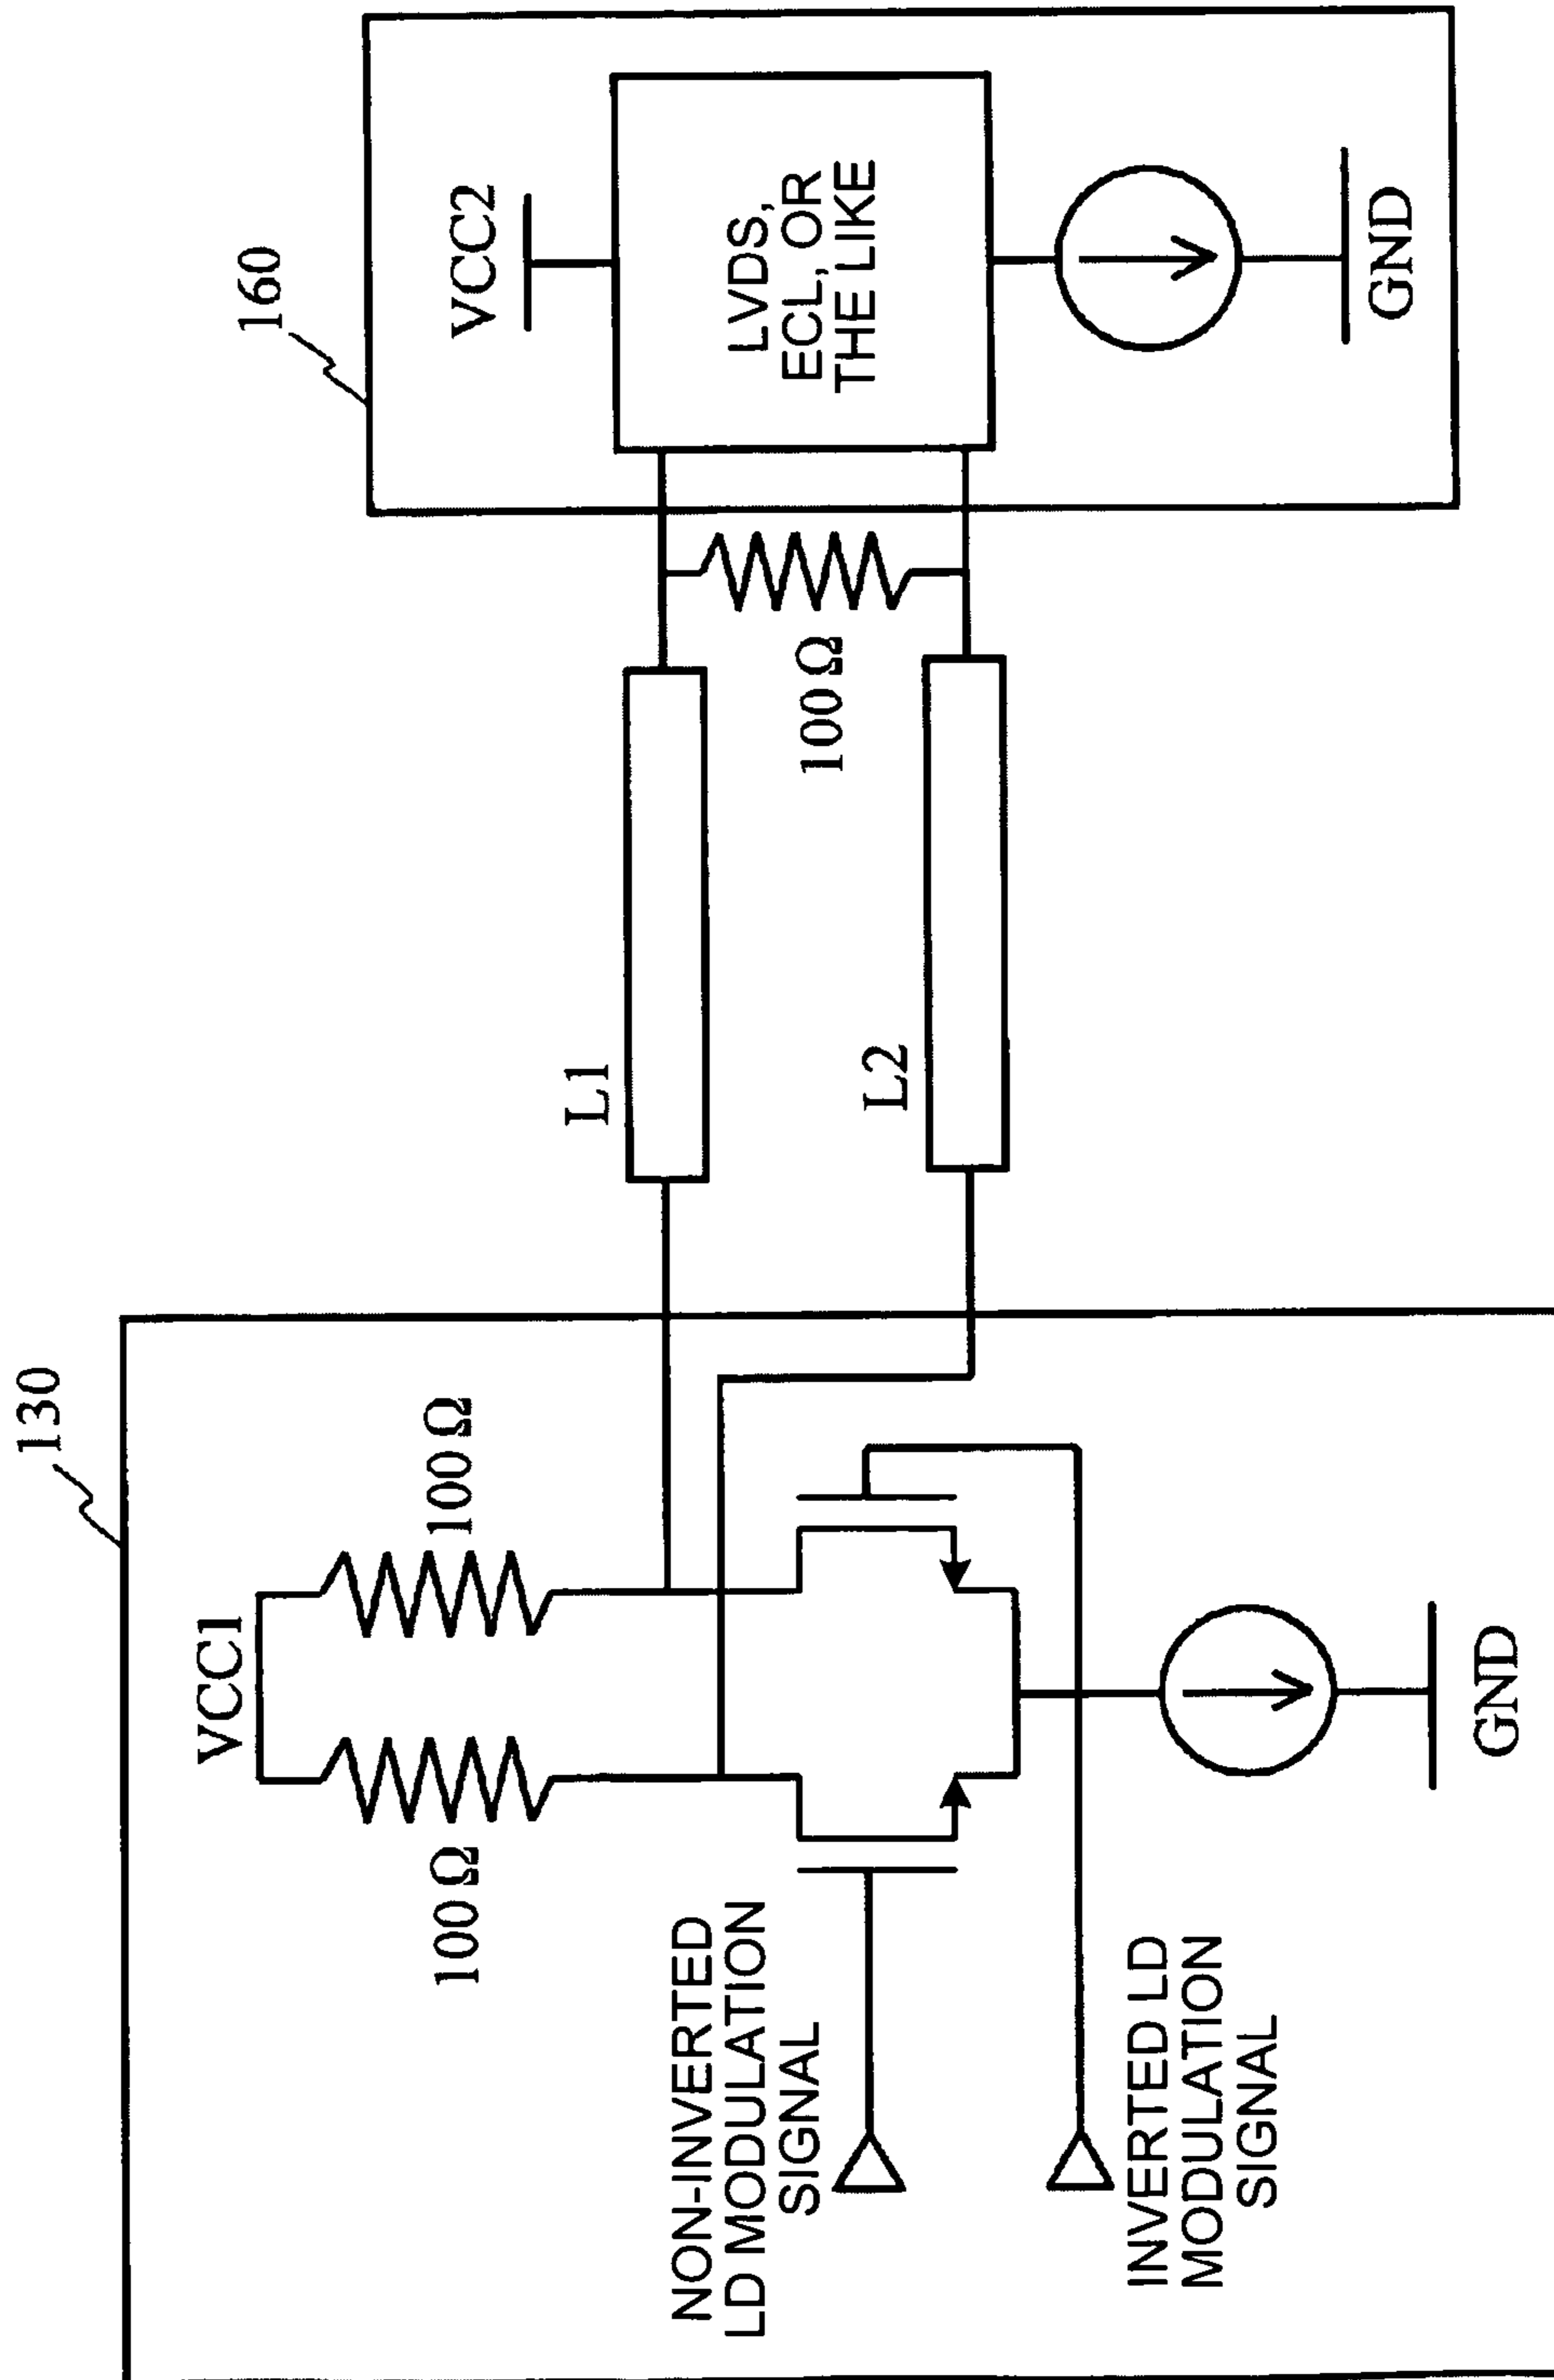 130
VCC1
100 Ω
100 Ω
NON-INVERTED
LD MODULATION
SIGNAL
INVERTED LD
MODULATION
SIGNAL
GND
L1
L2
100 Ω
160
VCC2
LVDS,
ECL, OR
THE LIKE
GND